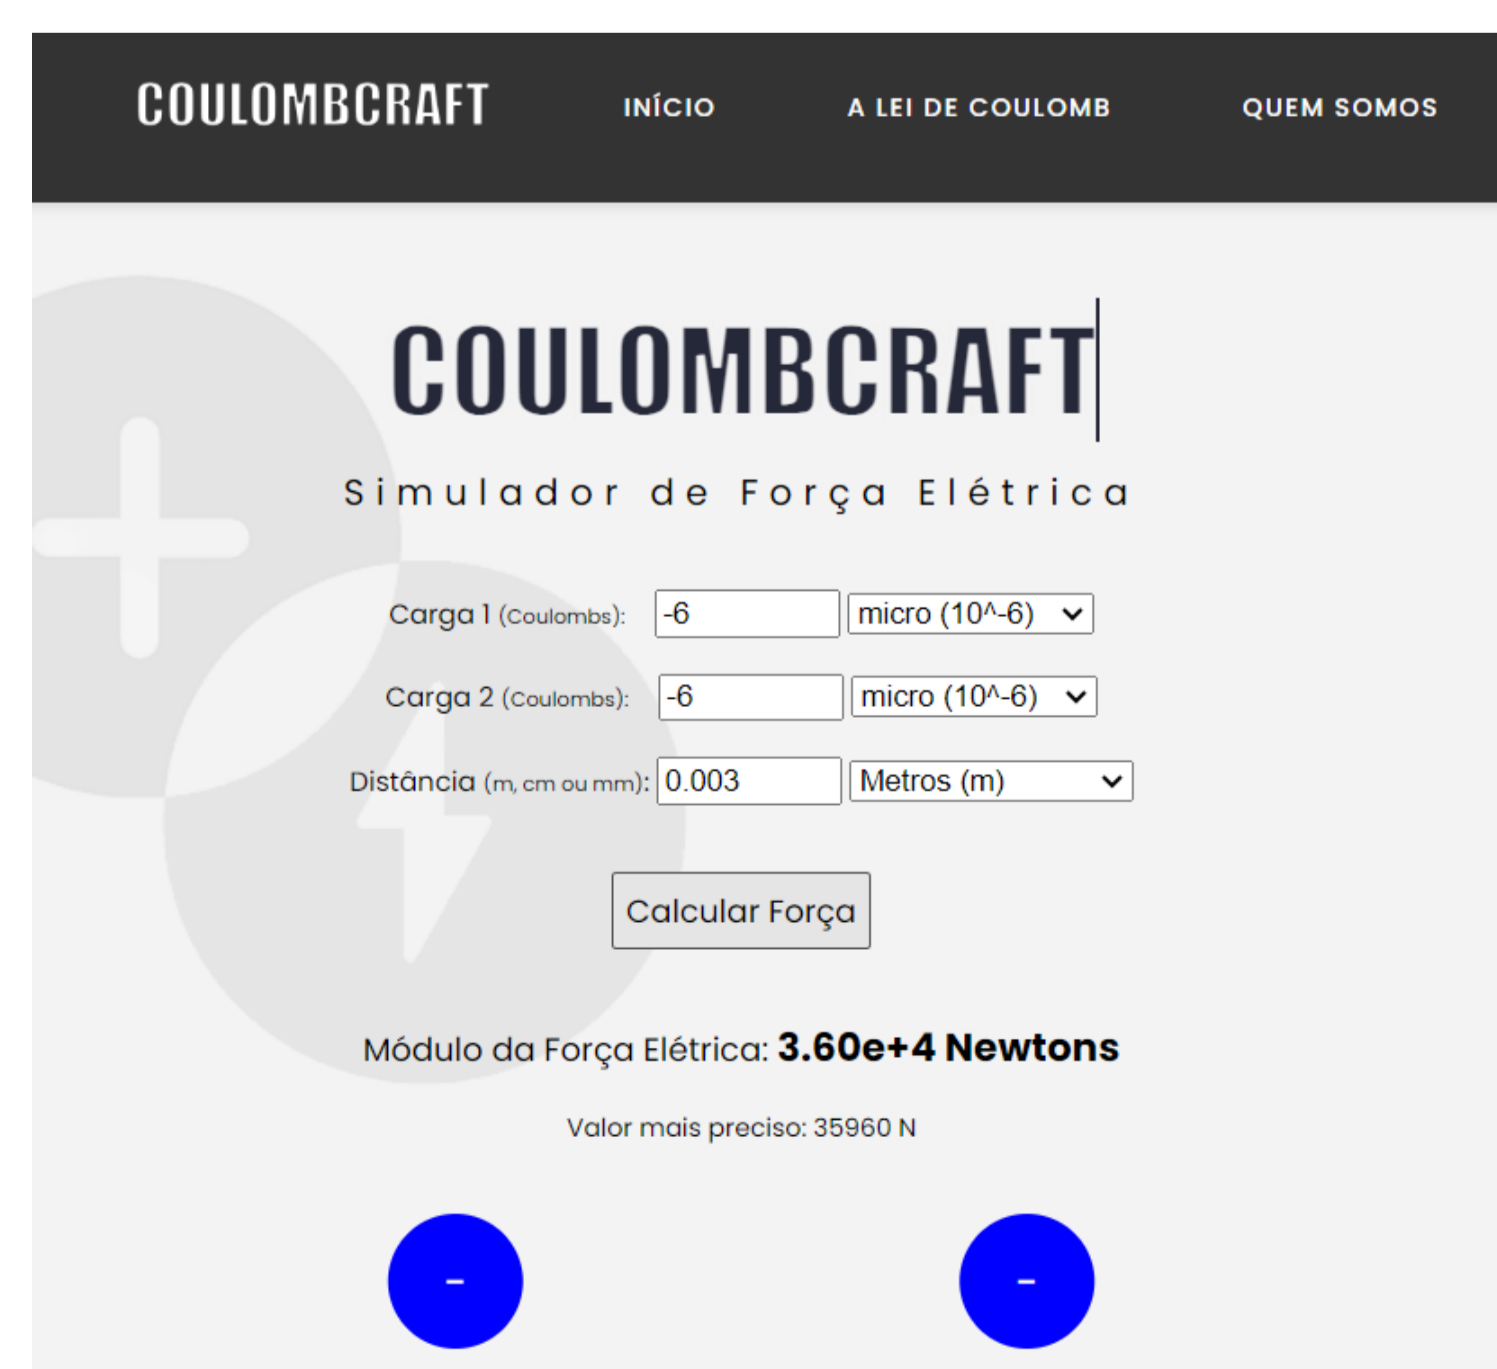 COULOMBCRAFT INÍCIO A LEI DE COULOMB QUEM SOMOS
COULOMBCRAFT
Simulador de Força Elétrica
Carga 1 (Coulombs): -6 micro (10^-6)
Carga 2 (Coulombs): -6 micro (10^-6)
Distância (m, cm ou mm): 0.003 Metros (m)
Calcular Força
Módulo da Força Elétrica: 3.60e+4 Newtons
Valor mais preciso: 35960 N
- -